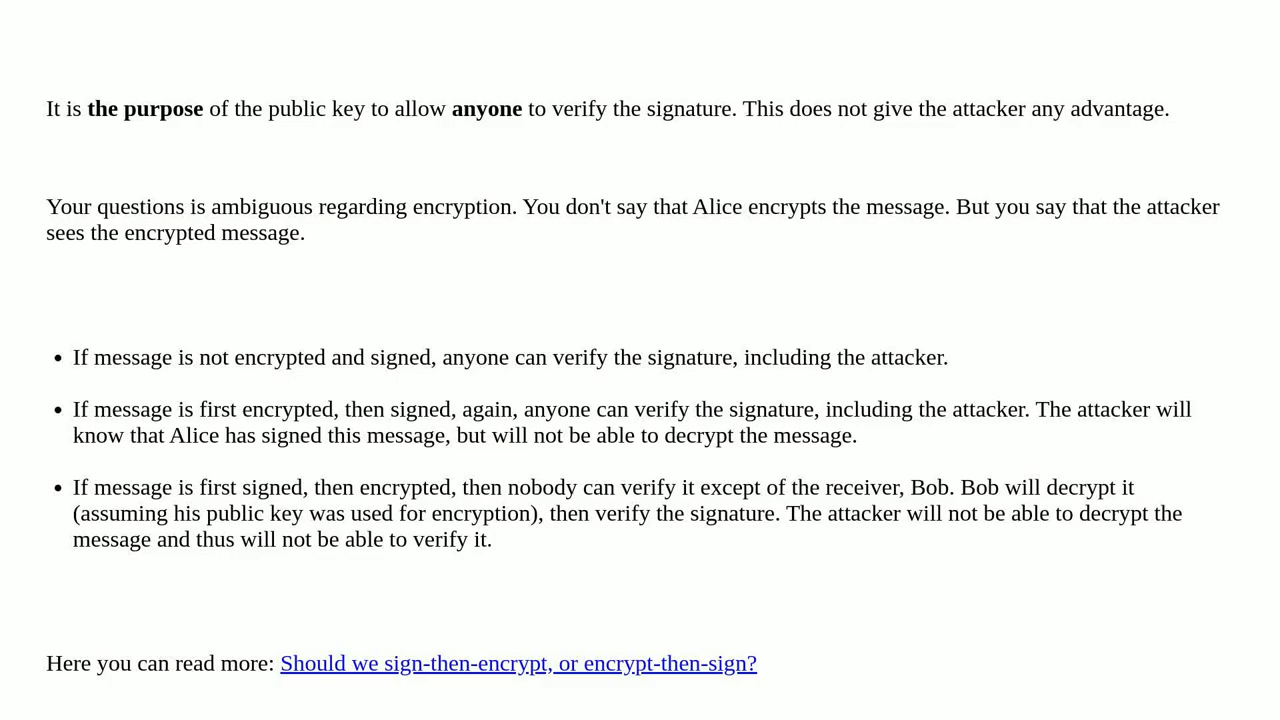 It is the purpose of the public key to allow anyone to verify the signature. This does not give the attacker any advantage.
Your questions is ambiguous regarding encryption. You don't say that Alice encrypts the message. But you say that the attacker
sees the encrypted message.
• If message is not encrypted and signed, anyone can verify the signature, including the attacker.
• If message is first encrypted, then signed, again, anyone can verify the signature, including the attacker. The attacker will
know that Alice has signed this message, but will not be able to decrypt the message.
• If message is first signed, then encrypted, then nobody can verify it except of the receiver, Bob. Bob will decrypt it
(assuming his public key was used for encryption), then verify the signature. The attacker will not be able to decrypt the
message and thus will not be able to verify it.
Here you can read more: Should we sign-then-encrypt, or encrypt-then-sign?